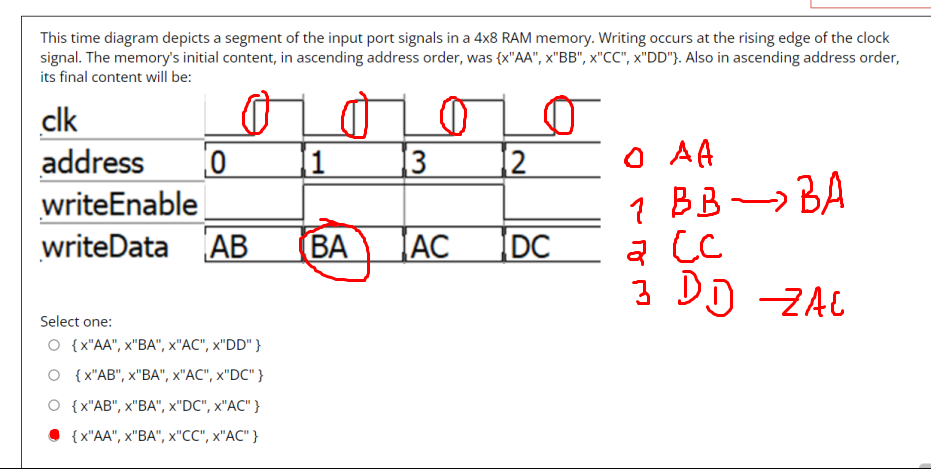 This time diagram depicts a segment of the input port signals in a 4x8 RAM memory. Writing occurs at the rising edge of the clock
signal. The memory's initial content, in ascending address order, was {x"AA", x"BB", x"CC", x"DD"}. Also in ascending address order,
its final content will be:
clk
address 0 1 3 2
writeEnable
writeData AB BA AC DC
0 AA
1 BB → BA
2 CC
3 DD → AC
Select one:
{ x"AA", x"BA", x"AC", x"DD" }
{ x"AB", x"BA", x"AC", x"DC" }
{ x"AB", x"BA", x"DC", x"AC" }
{ x"AA", x"BA", x"CC", x"AC" }